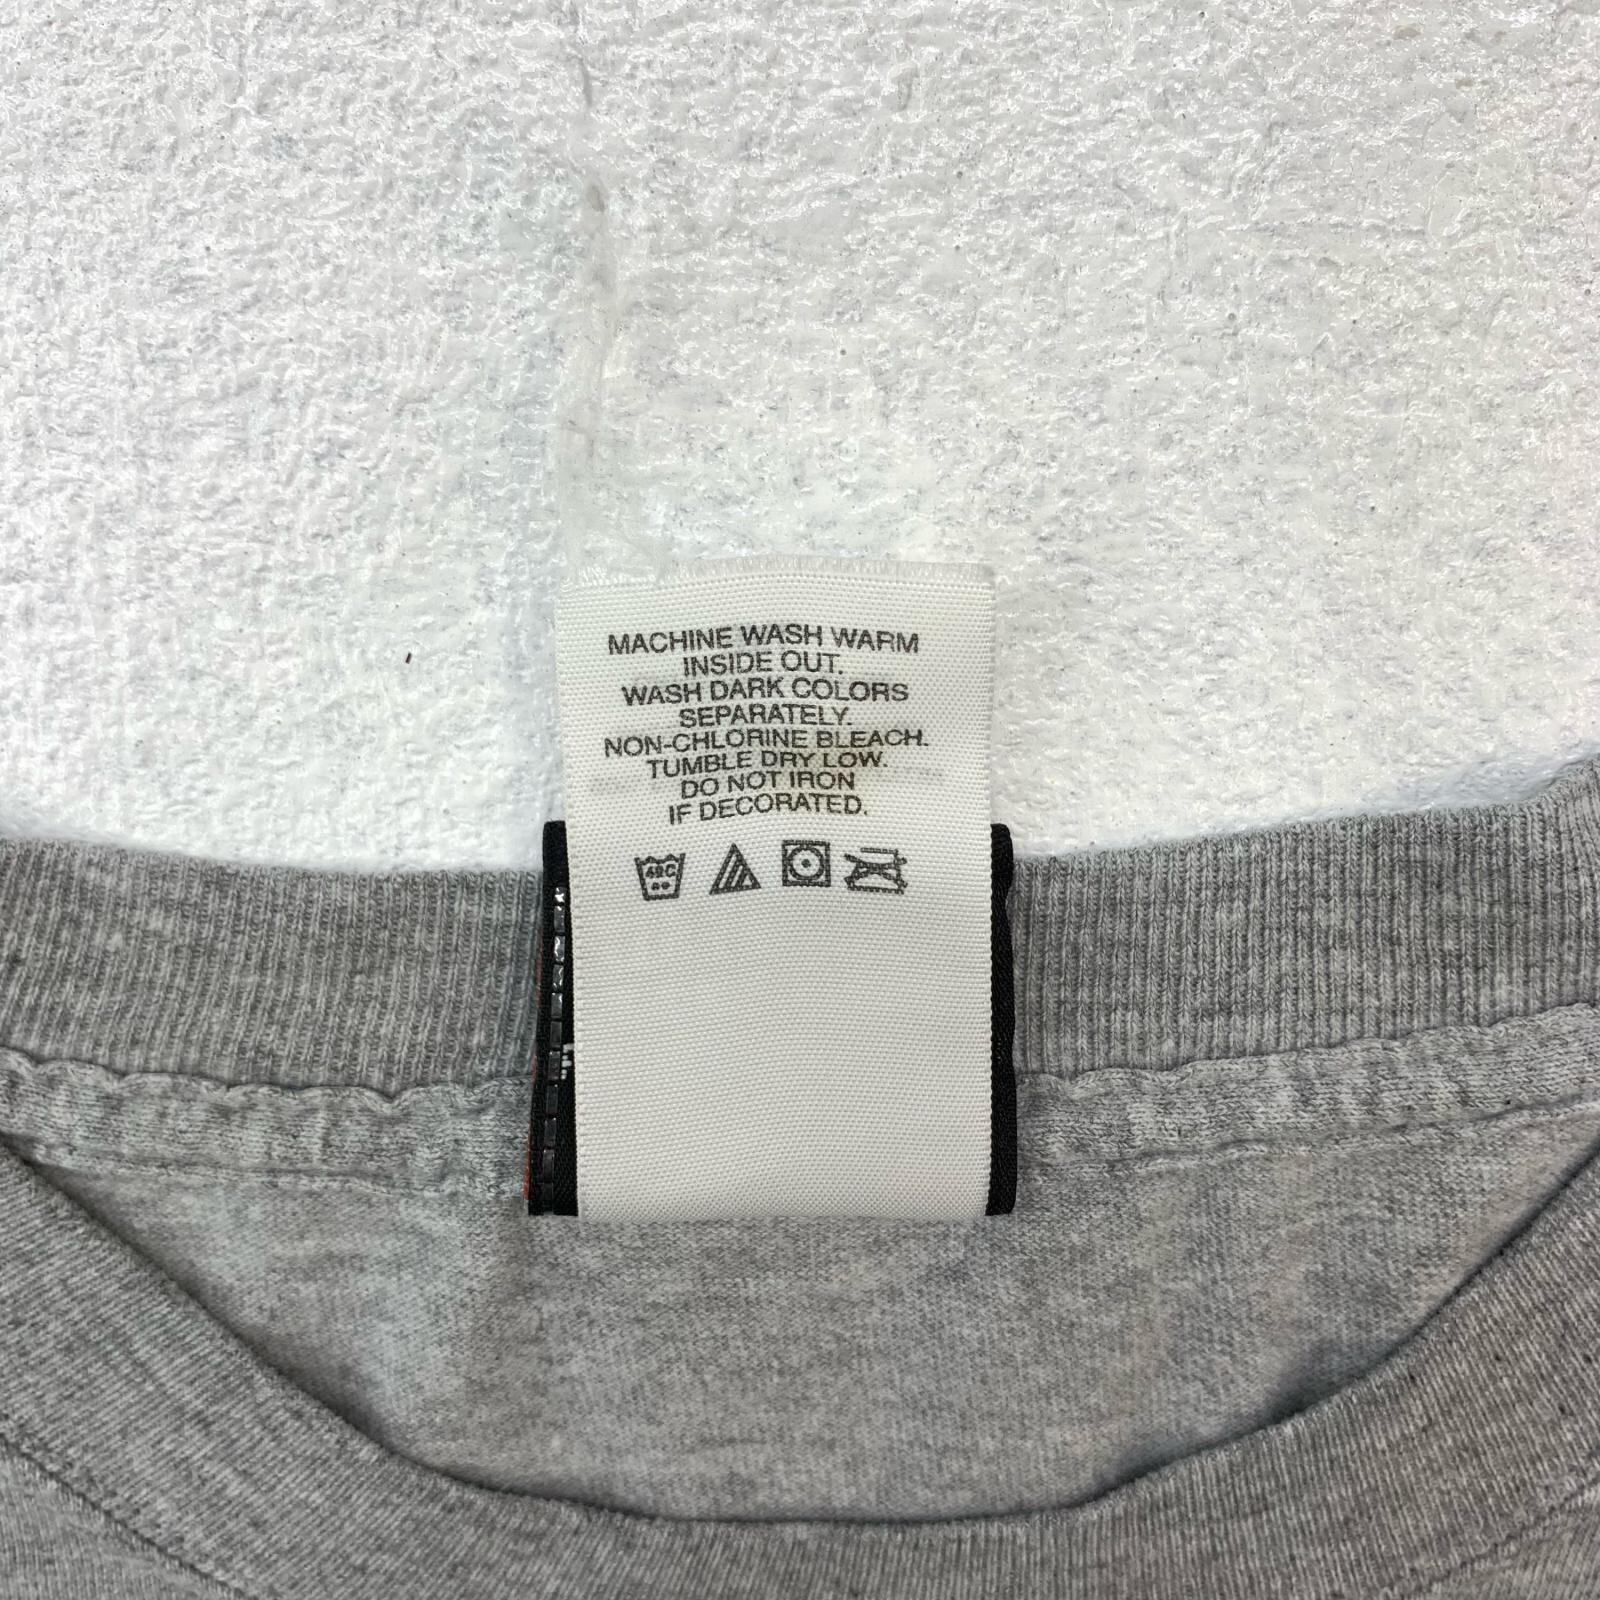 MACHINE WASH WARM
INSIDE OUT.
WASH DARK COLORS
SEPARATELY.
NON-CHLORINE BLEACH.
TUMBLE DRY LOW.
DO NOT IRON
IF DECORATED.
40C